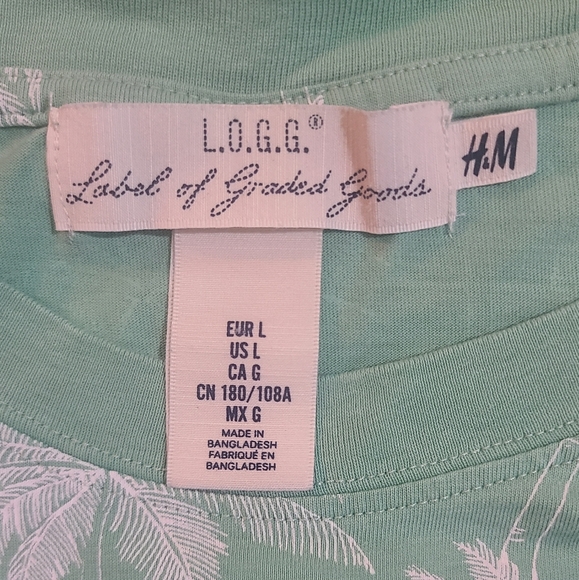 L.O.G.G.®
Label of Graded Goods
H&M
EUR L
US L
CA G
CN 180/108A
MX G
MADE IN
BANGLADESH
FABRIQUÉ EN
BANGLADESH